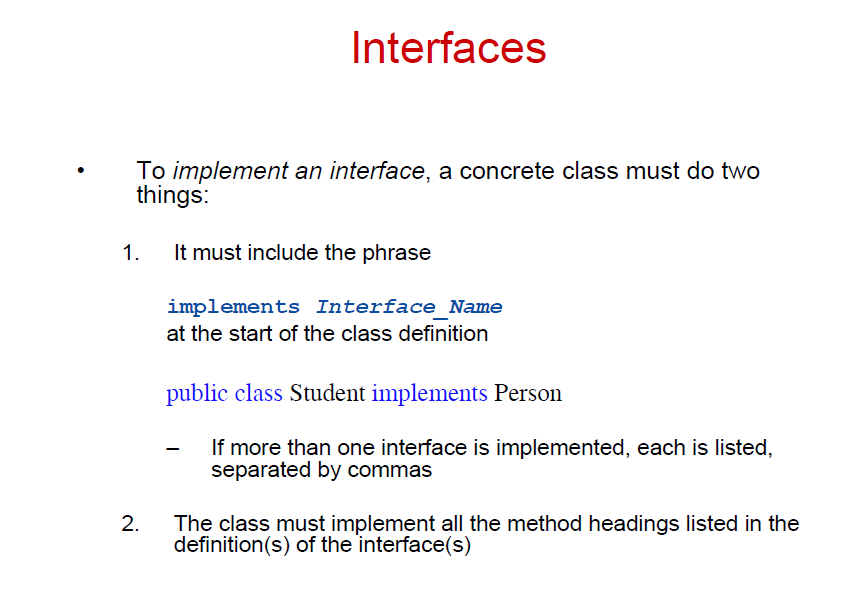 Interfaces
• To implement an interface, a concrete class must do two
things:
1. It must include the phrase
implements Interface_Name
at the start of the class definition
public class Student implements Person
– If more than one interface is implemented, each is listed,
separated by commas
2. The class must implement all the method headings listed in the
definition(s) of the interface(s)